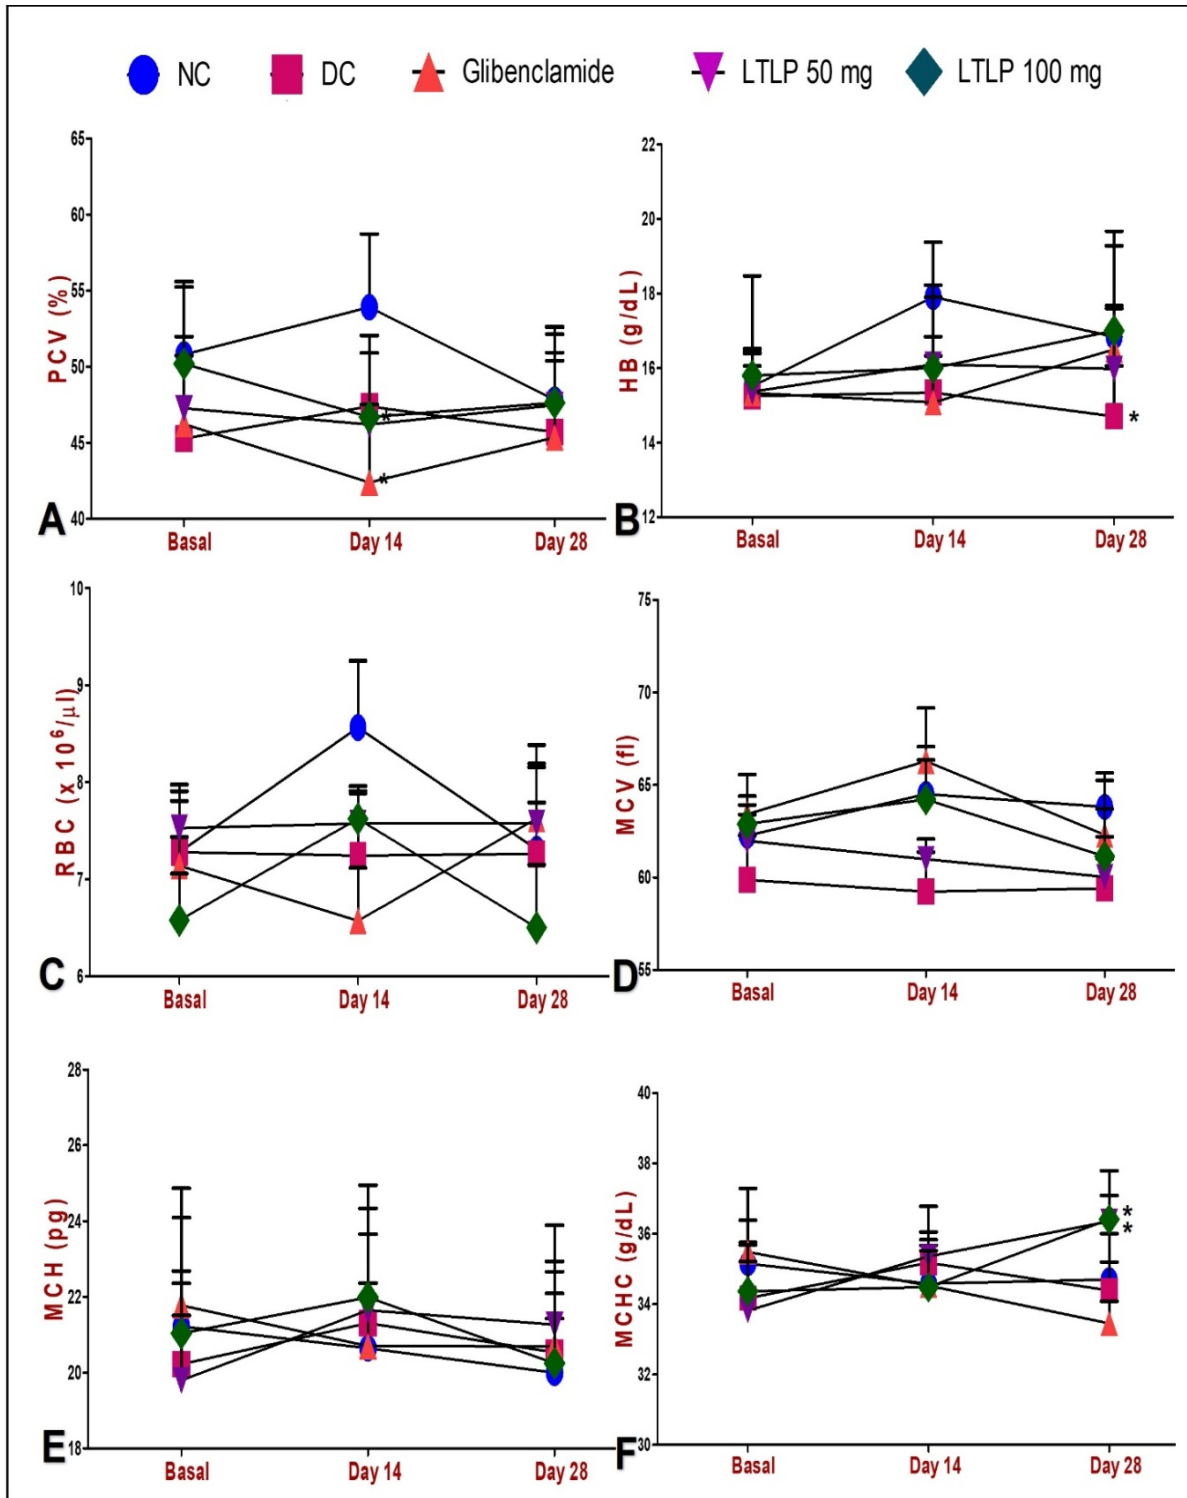 NC DC Glibenclamide LTLP 50 mg LTLP 100 mg
65
60
55
50
45
40
PCV (%)
* *
A
Basal Day 14 Day 28
22
20
18
16
14
12
HB (g/dL)
*
B
Basal Day 14 Day 28
10
9
8
7
6
RBC (x 10⁶/µl)
C
Basal Day 14 Day 28
75
70
65
60
55
MCV (fl)
D
Basal Day 14 Day 28
28
26
24
22
20
18
MCH (pg)
E
Basal Day 14 Day 28
40
38
36
34
32
30
MCHC (g/dL)
*
*
F
Basal Day 14 Day 28